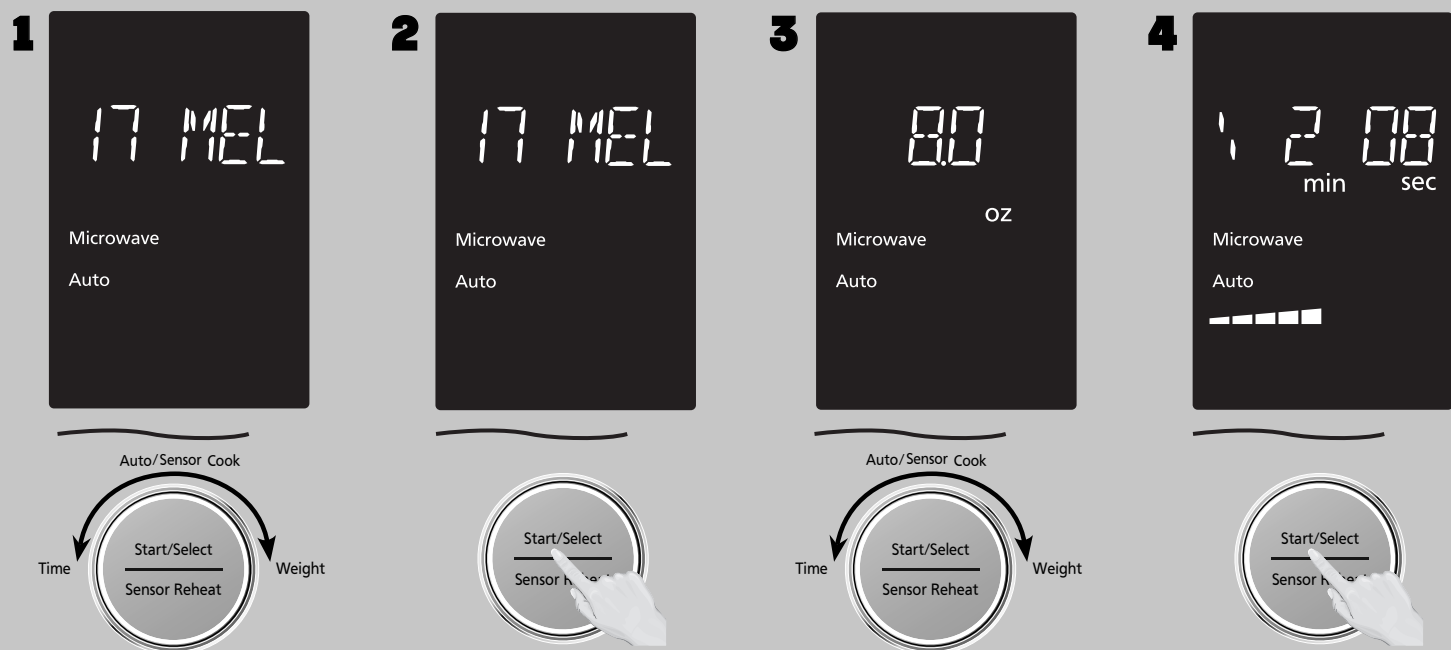 1
17 MEL
Microwave
Auto
Auto/Sensor Cook
Time
Weight
Start/Select
Sensor Reheat
2
17 MEL
Microwave
Auto
Start/Select
Sensor
3
8.0
oz
Microwave
Auto
Auto/Sensor Cook
Time
Weight
Start/Select
Sensor Reheat
4
2 08
min sec
Microwave
Auto
Start/Select
Sensor